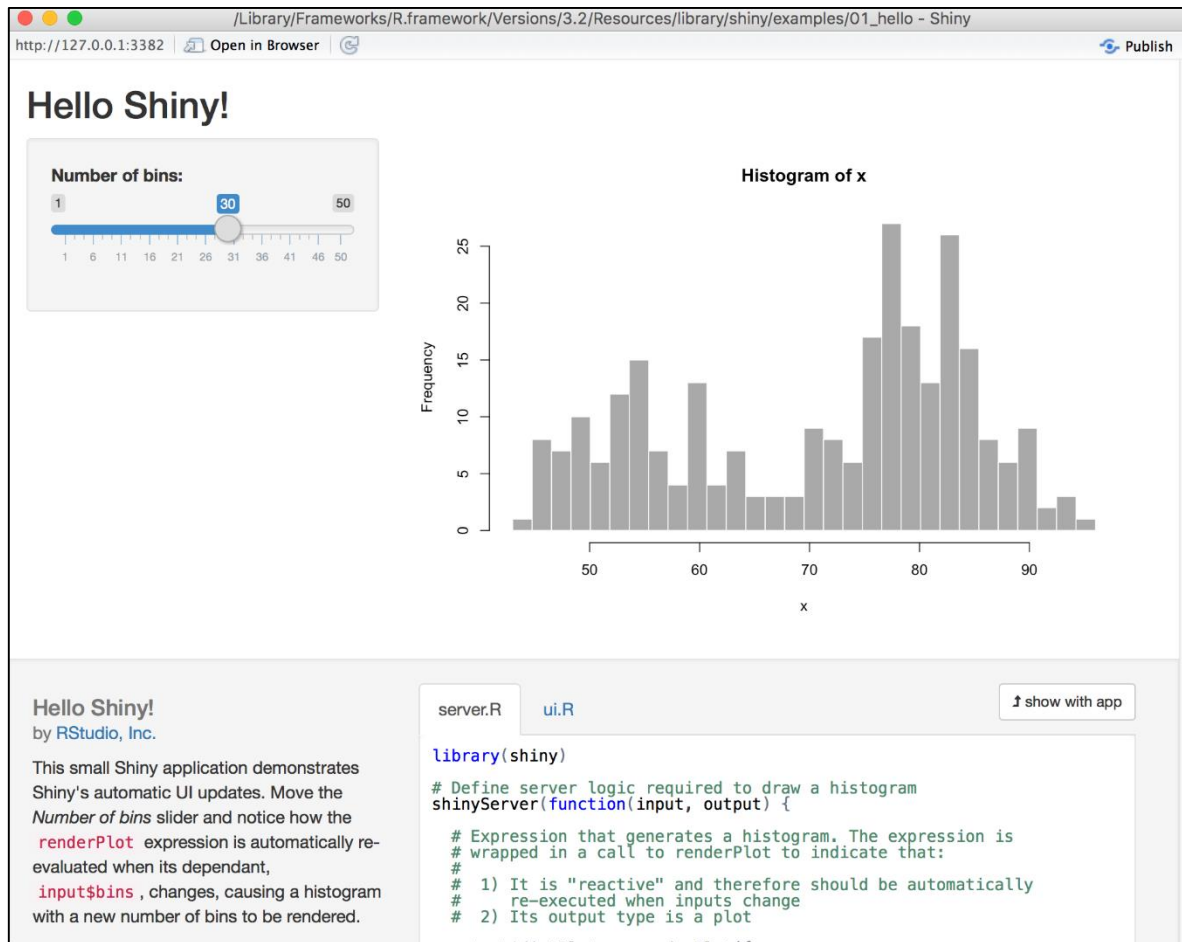 /Library/Frameworks/R.framework/Versions/3.2/Resources/library/shiny/examples/01_hello - Shiny
http://127.0.0.1:3382 Open in Browser Publish
Hello Shiny!
Number of bins:
1 30 50
1 6 11 16 21 26 31 36 41 46 50
Histogram of x
Frequency
0 5 10 15 20 25
50 60 70 80 90
x
Hello Shiny!
by RStudio, Inc.
This small Shiny application demonstrates
Shiny's automatic UI updates. Move the
Number of bins slider and notice how the
renderPlot expression is automatically re-
evaluated when its dependant,
input$bins , changes, causing a histogram
with a new number of bins to be rendered.
server.R ui.R
show with app
library(shiny)
# Define server logic required to draw a histogram
shinyServer(function(input, output) {
# Expression that generates a histogram. The expression is
# wrapped in a call to renderPlot to indicate that:
#
# 1) It is "reactive" and therefore should be automatically
# re-executed when inputs change
# 2) Its output type is a plot